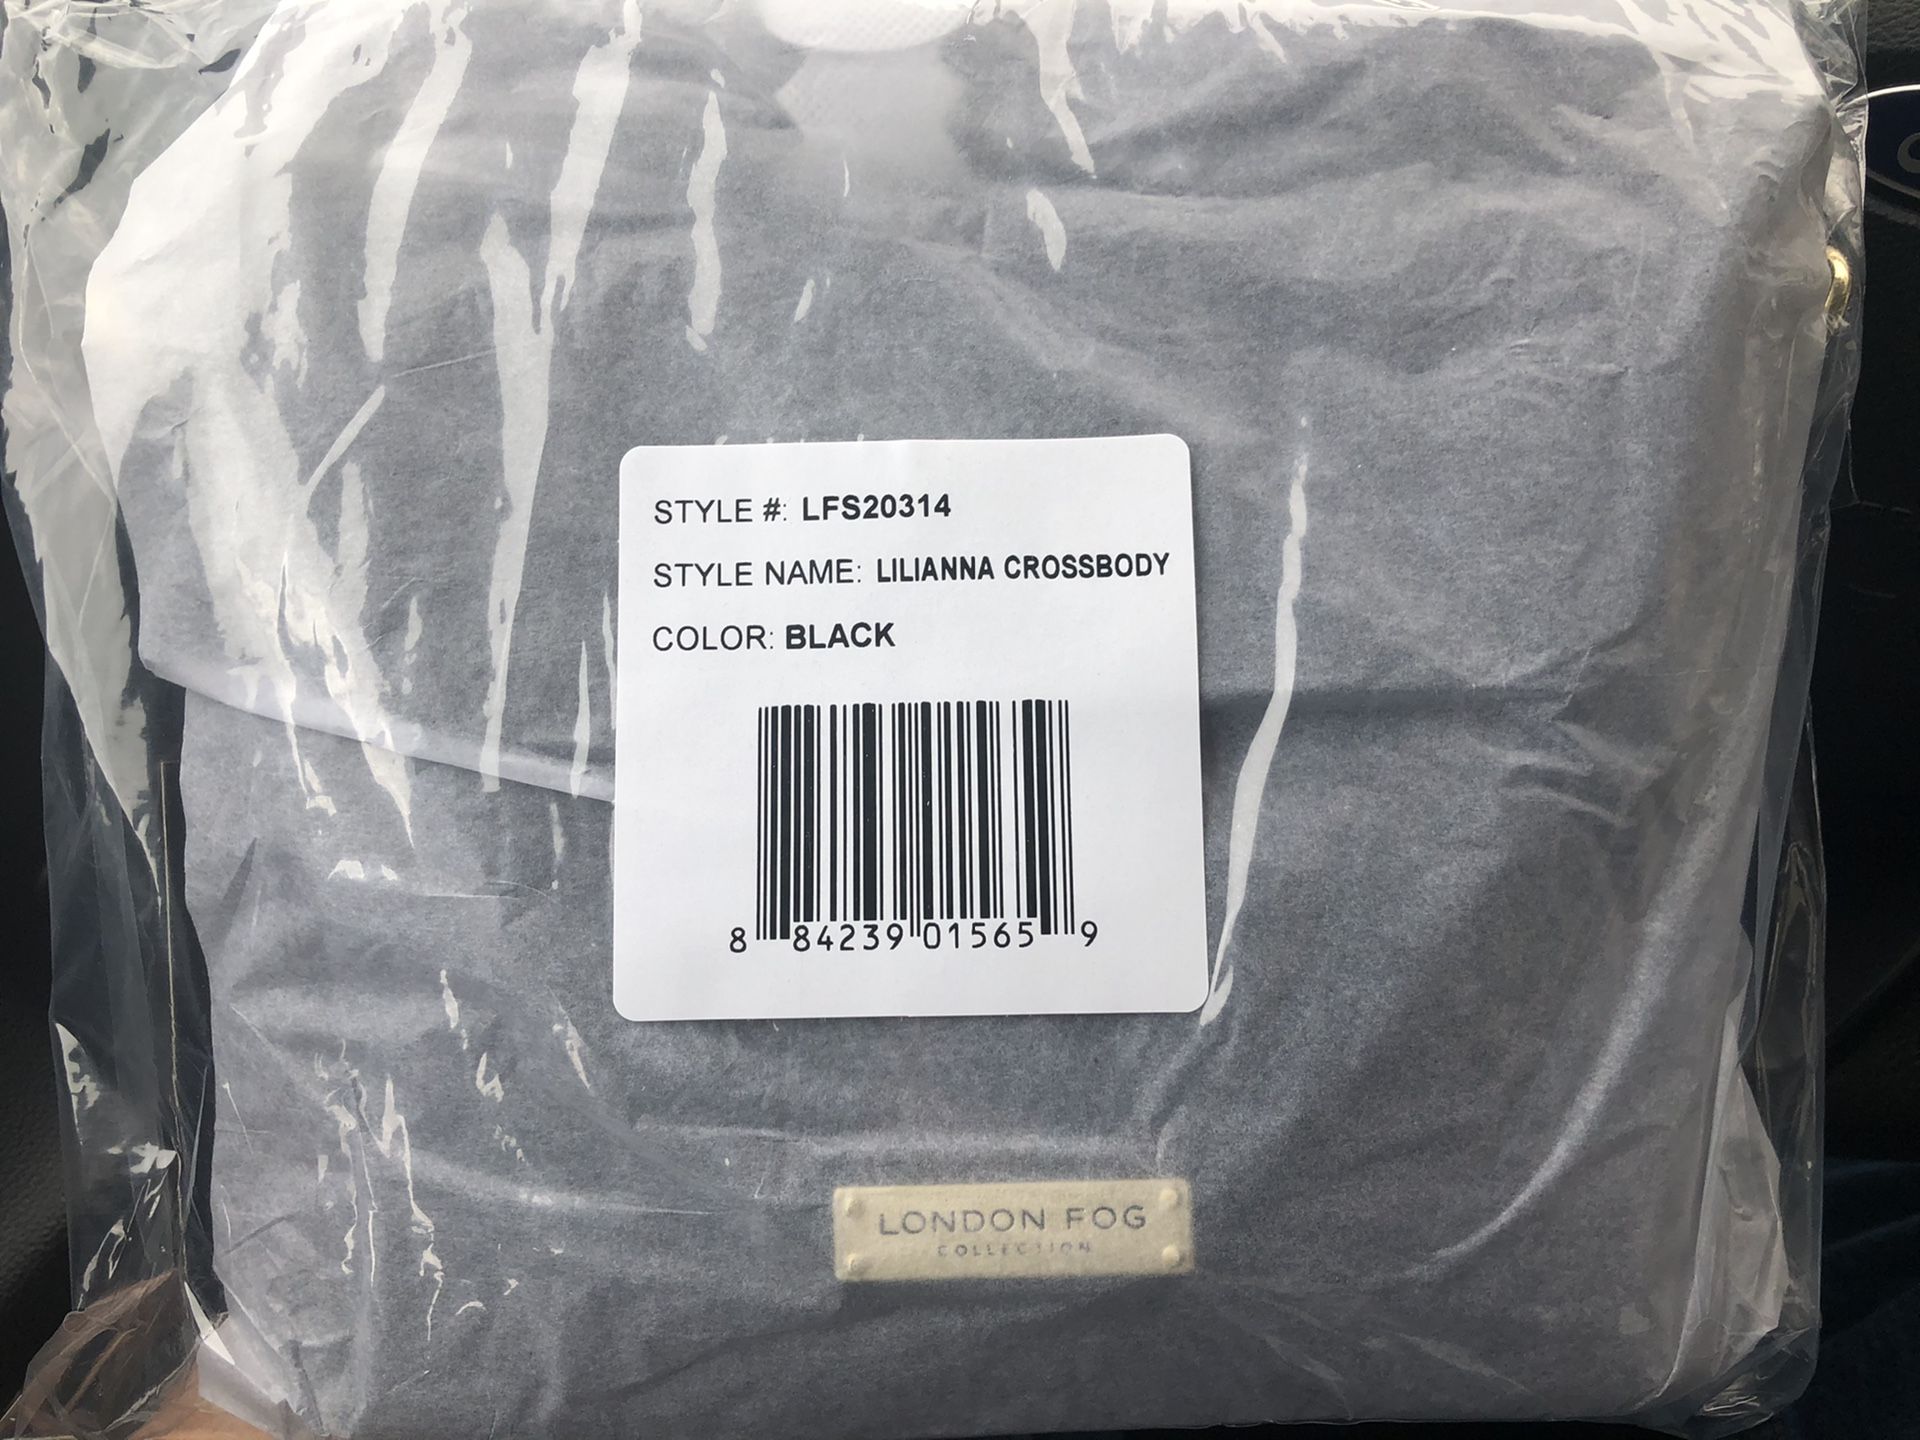 STYLE #: LFS20314
STYLE NAME: LILIANNA CROSSBODY
COLOR: BLACK
8 84239 01565 9
LONDON FOG
COLLECTION